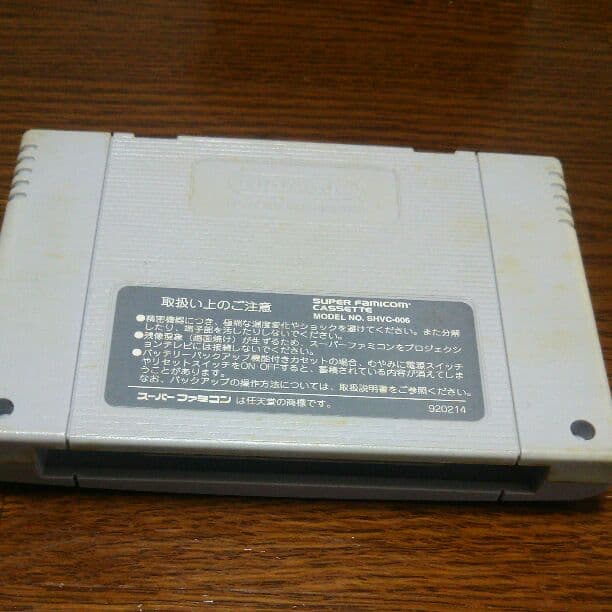 取扱い上のご注意
SUPER FAMICOM
CASSETTE
MODEL NO. SHVC-006
●精密機器につき、極端な温度変化やショックを避けてください。また分解
したり、端子部を汚したりしないでください。
●残像現象(画面焼け)が生ずるため、スーパーファミコンをプロジェクシ
ョンテレビには接続しないでください。
●バッテリーバックアップ機能付きカセットの場合、むやみに電源スイッチ
やリセットスイッチをON OFFすると、蓄積されている内容が消えてしま
うことがあります。
なお、バックアップの操作方法については、取扱説明書をご参照ください。
スーパーファミコン は任天堂の商標です。
920214